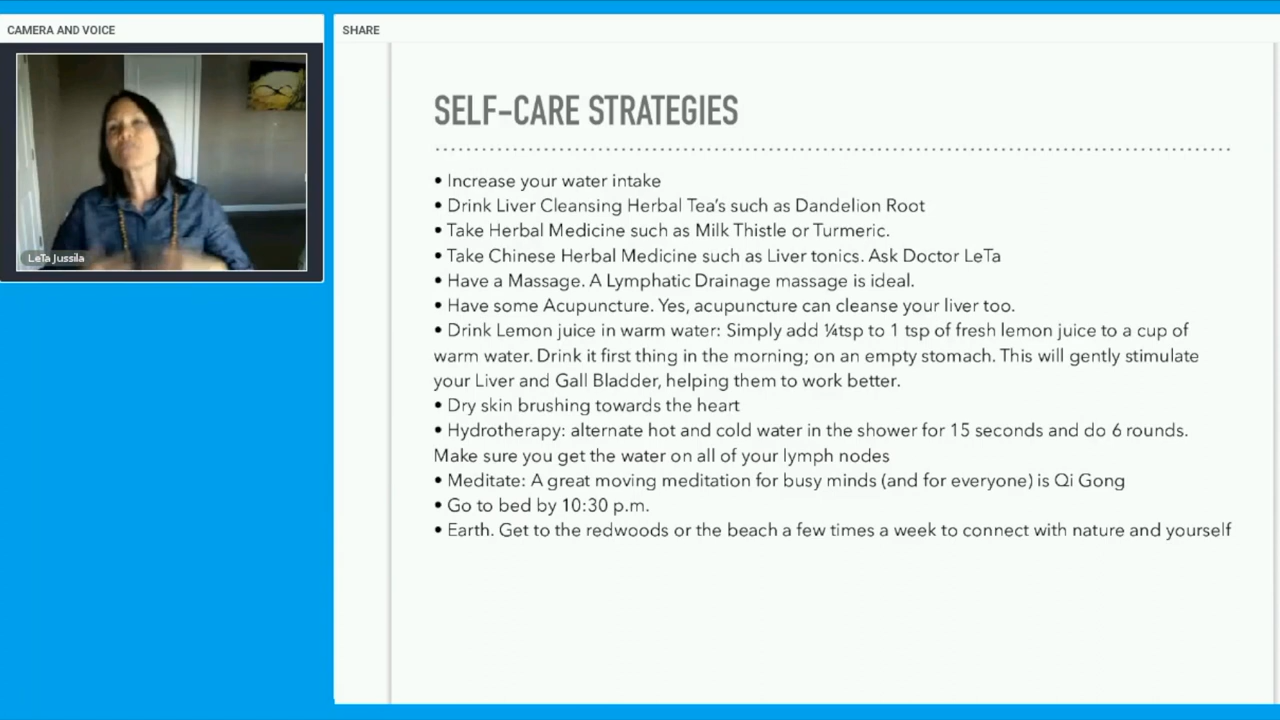 CAMERA AND VOICE
SHARE
LeTa Jussila
SELF-CARE STRATEGIES
• Increase your water intake
• Drink Liver Cleansing Herbal Tea's such as Dandelion Root
• Take Herbal Medicine such as Milk Thistle or Turmeric.
• Take Chinese Herbal Medicine such as Liver tonics. Ask Doctor LeTa
• Have a Massage. A Lymphatic Drainage massage is ideal.
• Have some Acupuncture. Yes, acupuncture can cleanse your liver too.
• Drink Lemon juice in warm water: Simply add ¼tsp to 1 tsp of fresh lemon juice to a cup of
warm water. Drink it first thing in the morning; on an empty stomach. This will gently stimulate
your Liver and Gall Bladder, helping them to work better.
• Dry skin brushing towards the heart
• Hydrotherapy: alternate hot and cold water in the shower for 15 seconds and do 6 rounds.
Make sure you get the water on all of your lymph nodes
• Meditate: A great moving meditation for busy minds (and for everyone) is Qi Gong
• Go to bed by 10:30 p.m.
• Earth. Get to the redwoods or the beach a few times a week to connect with nature and yourself